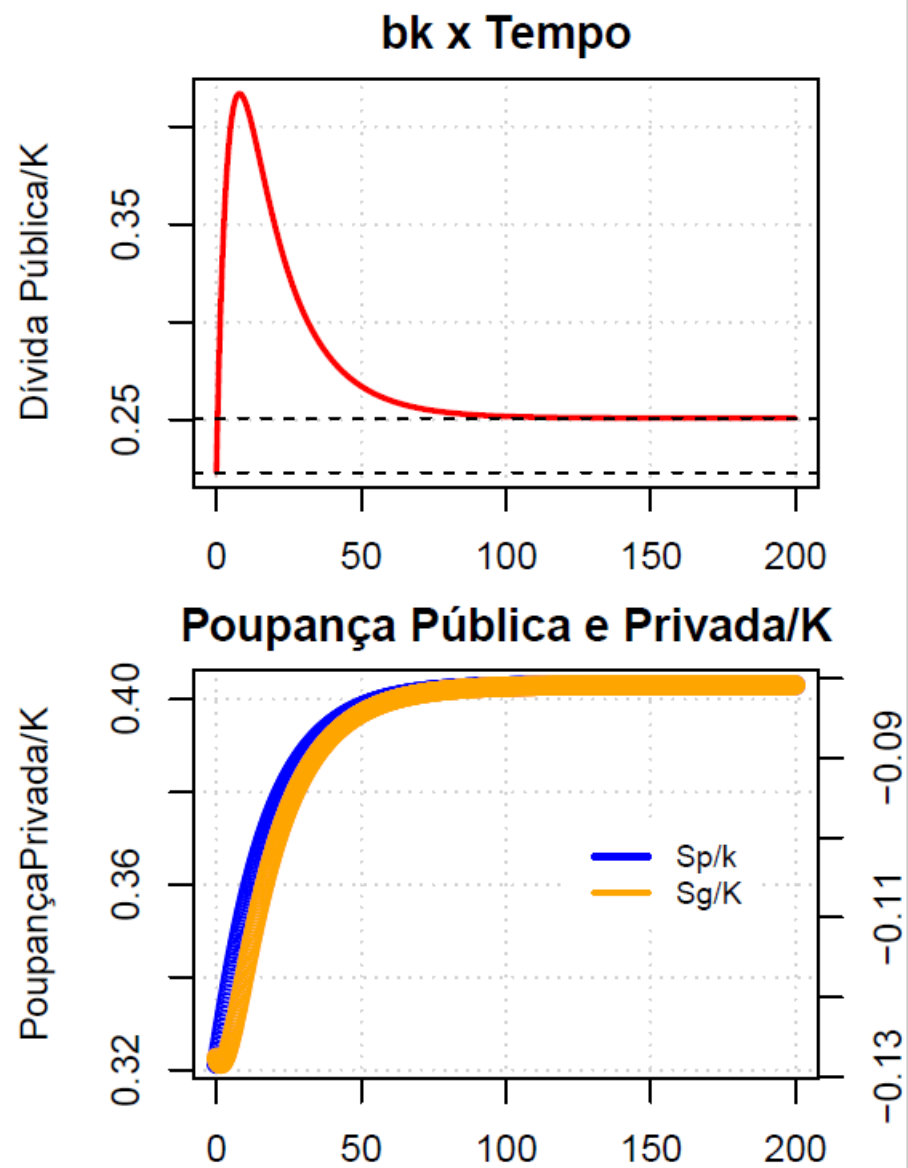 bk x Tempo
Dívida Pública/K
0.35
0.25
0 50 100 150 200
Poupança Pública e Privada/K
PoupançaPrivada/K
0.40
0.36
0.32
Sp/k
Sg/K
−0.09
−0.11
−0.13
0 50 100 150 200